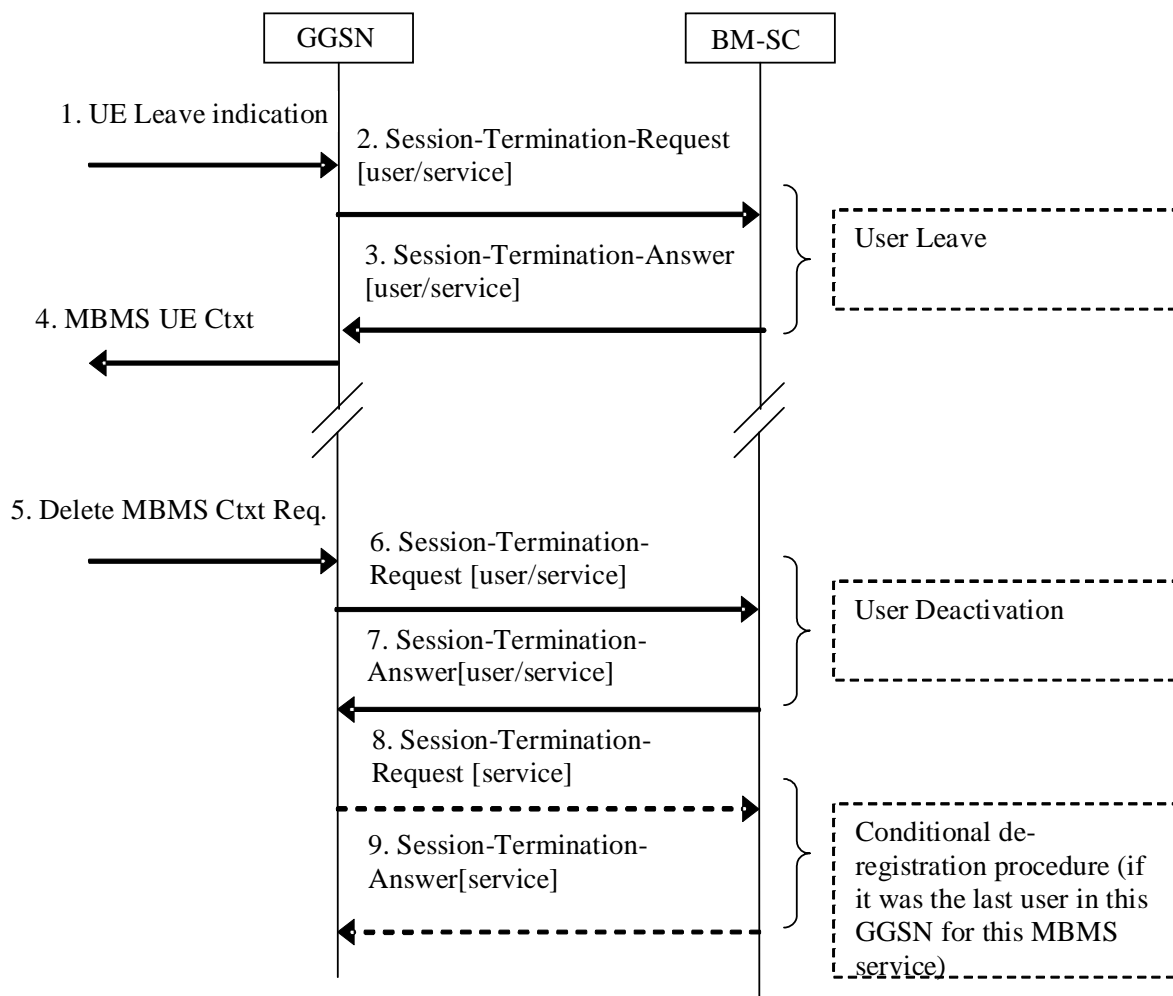 GGSN
BM-SC
1. UE Leave indication
2. Session-Termination-Request
[user/service]
User Leave
3. Session-Termination-Answer
[user/service]
4. MBMS UE Ctxt
5. Delete MBMS Ctxt Req.
6. Session-Termination-
Request [user/service]
User Deactivation
7. Session-Termination-
Answer[user/service]
8. Session-Termination-
Request [service]
9. Session-Termination-
Answer[service]
Conditional de-
registration procedure (if
it was the last user in this
GGSN for this MBMS
service)